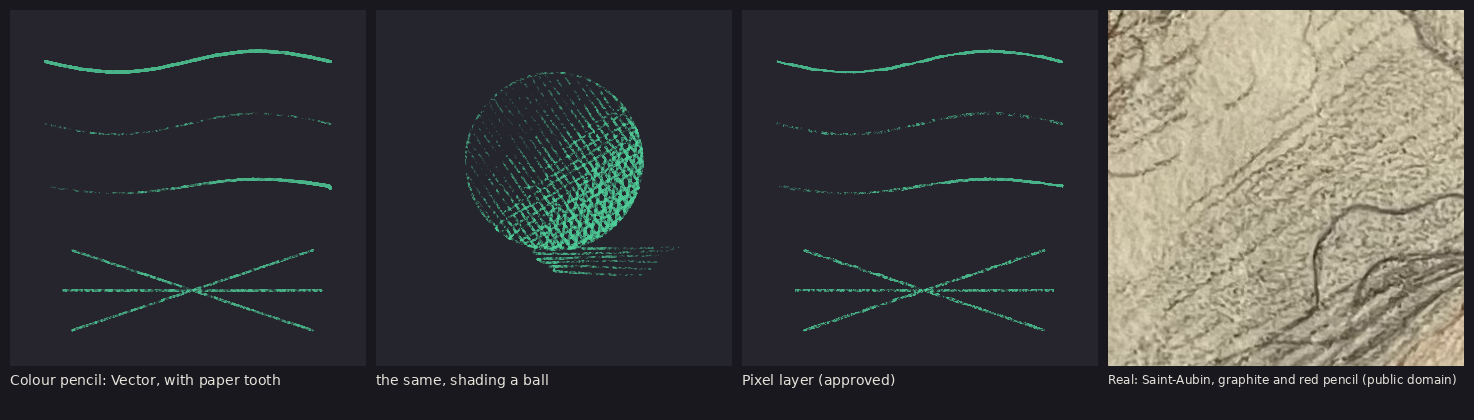 Colour pencil: Vector, with paper tooth
the same, shading a ball
Pixel layer (approved)
Real: Saint-Aubin, graphite and red pencil (public domain)